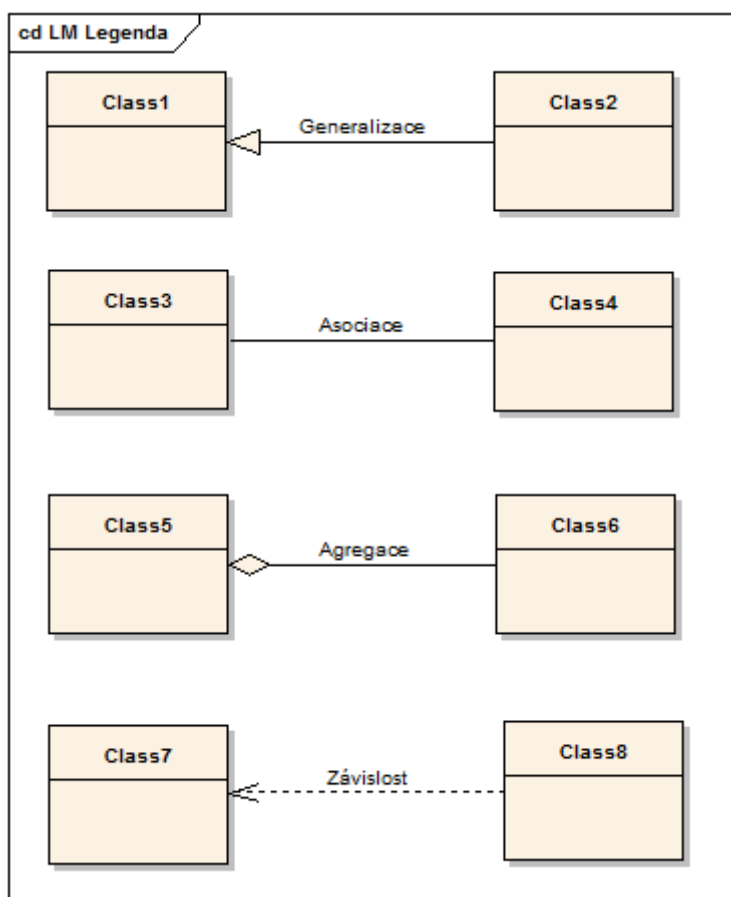 cd LM Legenda
Class1
Class2
Generalizace
Class3
Class4
Asociace
Class5
Class6
Agregace
Class7
Class8
Závislost